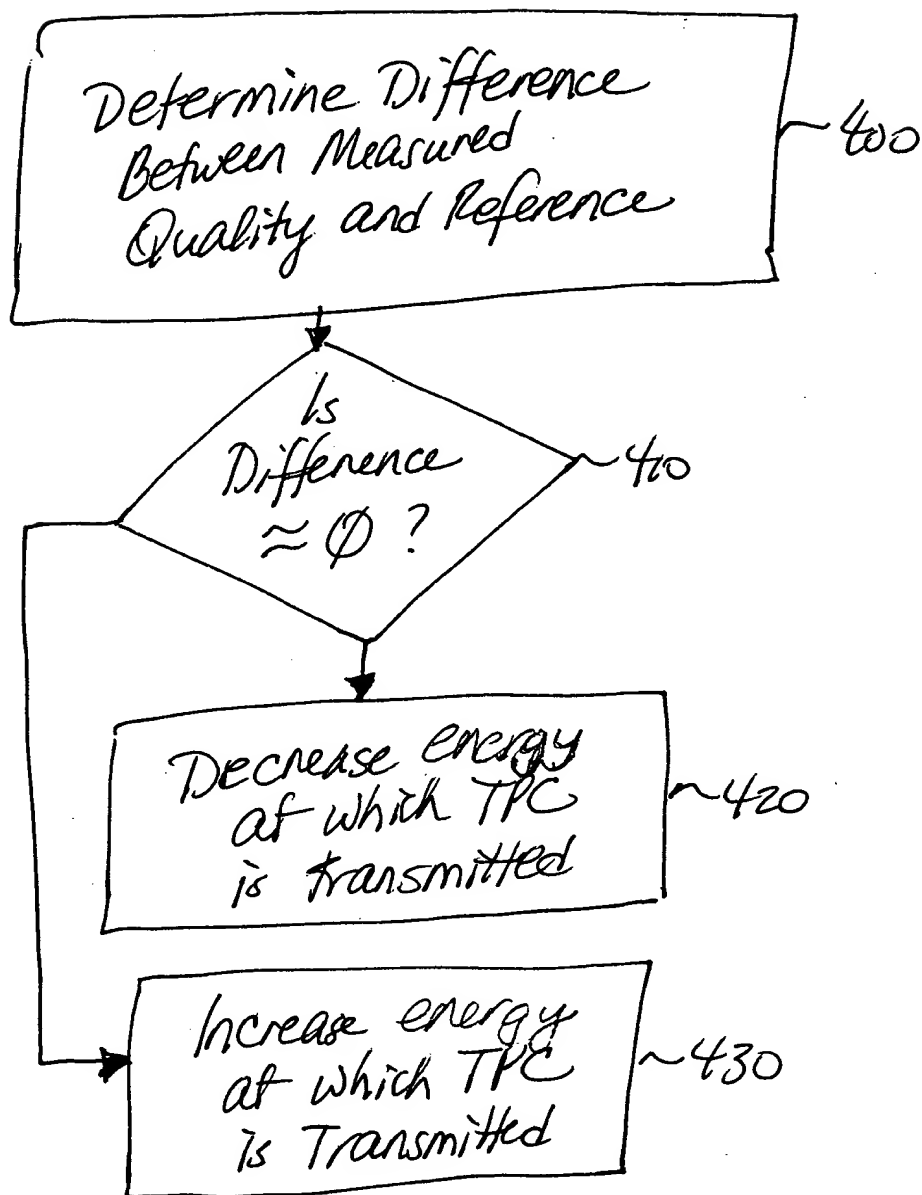 Determine Difference
Between Measured
Quality and Reference
400
Is
Difference
≈ Ø ?
410
Decrease energy
at which TPC
is transmitted
420
Increase energy
at which TPC
is Transmitted
430